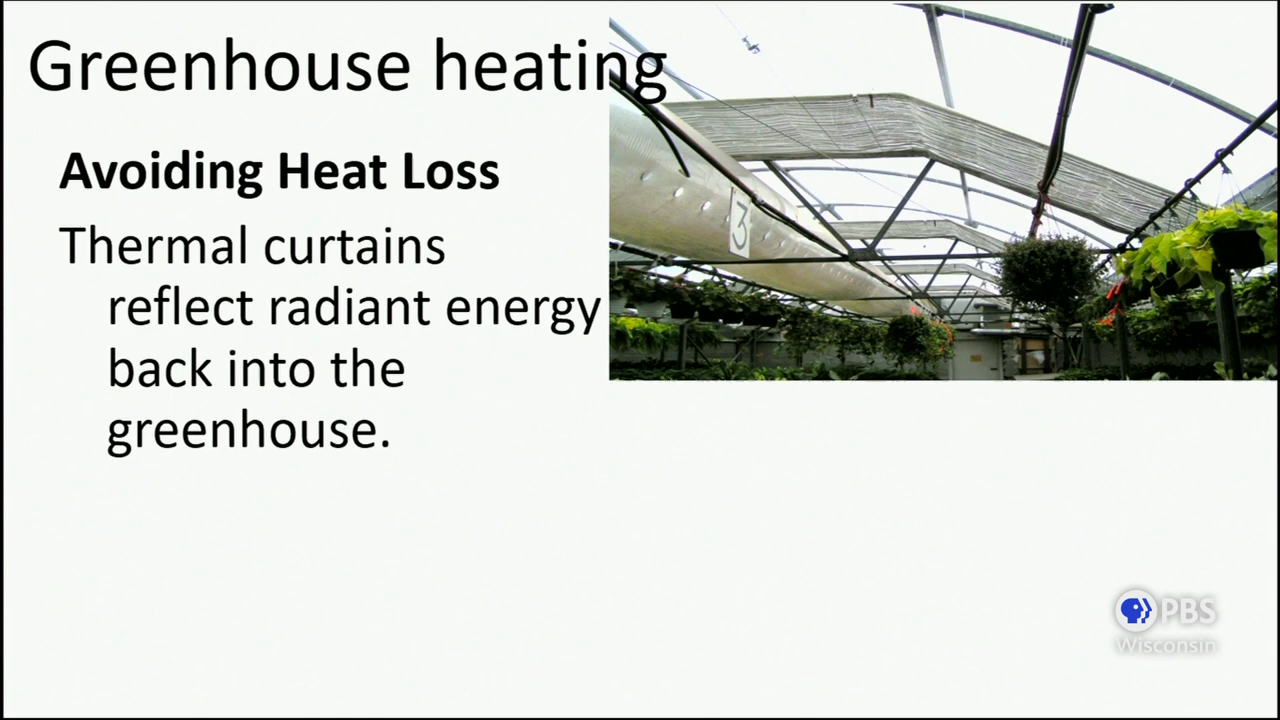 Greenhouse heating
Avoiding Heat Loss
Thermal curtains
reflect radiant energy
back into the
greenhouse.
3
PBS
Wisconsin